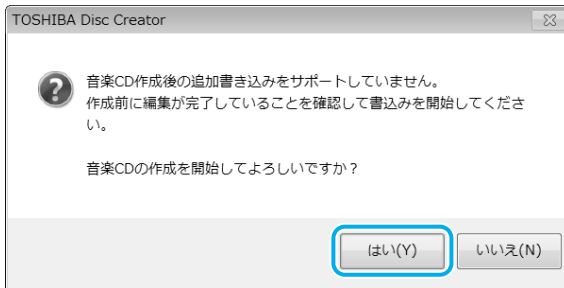 TOSHIBA Disc Creator
音楽CD作成後の追加書き込みをサポートしていません。
作成前に編集が完了していることを確認して書込みを開始してくださ
い。
音楽CDの作成を開始してよろしいですか？
はい(Y) いいえ(N)